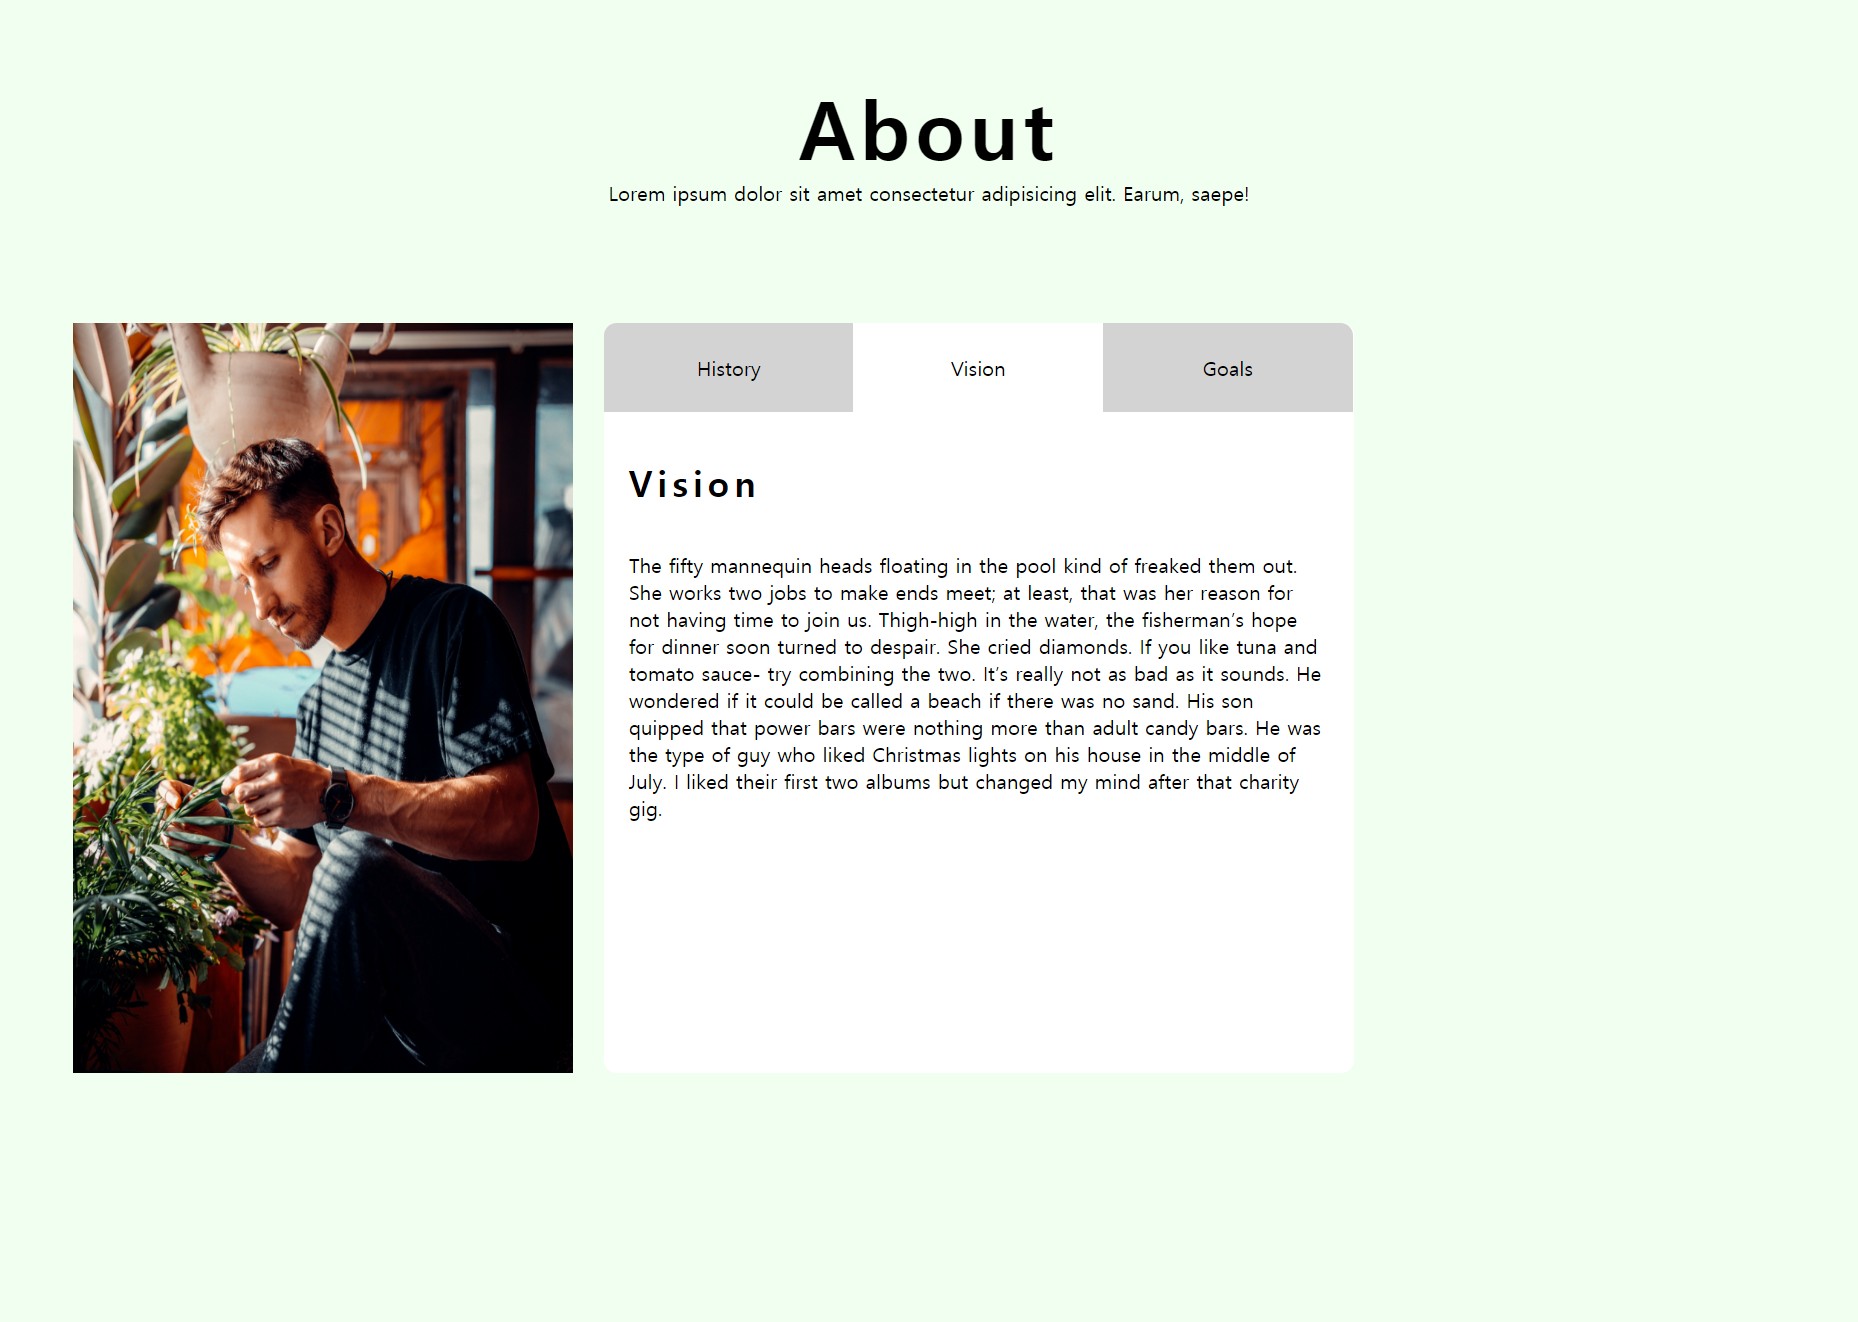 About
Lorem ipsum dolor sit amet consectetur adipisicing elit. Earum, saepe!
History
Vision
Goals
Vision
The fifty mannequin heads floating in the pool kind of freaked them out.
She works two jobs to make ends meet; at least, that was her reason for
not having time to join us. Thigh-high in the water, the fisherman’s hope
for dinner soon turned to despair. She cried diamonds. If you like tuna and
tomato sauce- try combining the two. It’s really not as bad as it sounds. He
wondered if it could be called a beach if there was no sand. His son
quipped that power bars were nothing more than adult candy bars. He was
the type of guy who liked Christmas lights on his house in the middle of
July. I liked their first two albums but changed my mind after that charity
gig.